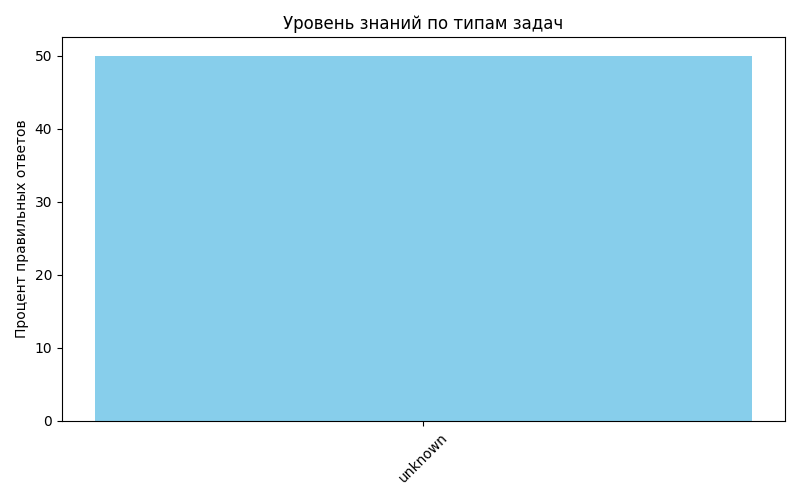 Уровень знаний по типам задач
Процент правильных ответов
50
40
30
20
10
0
unknown